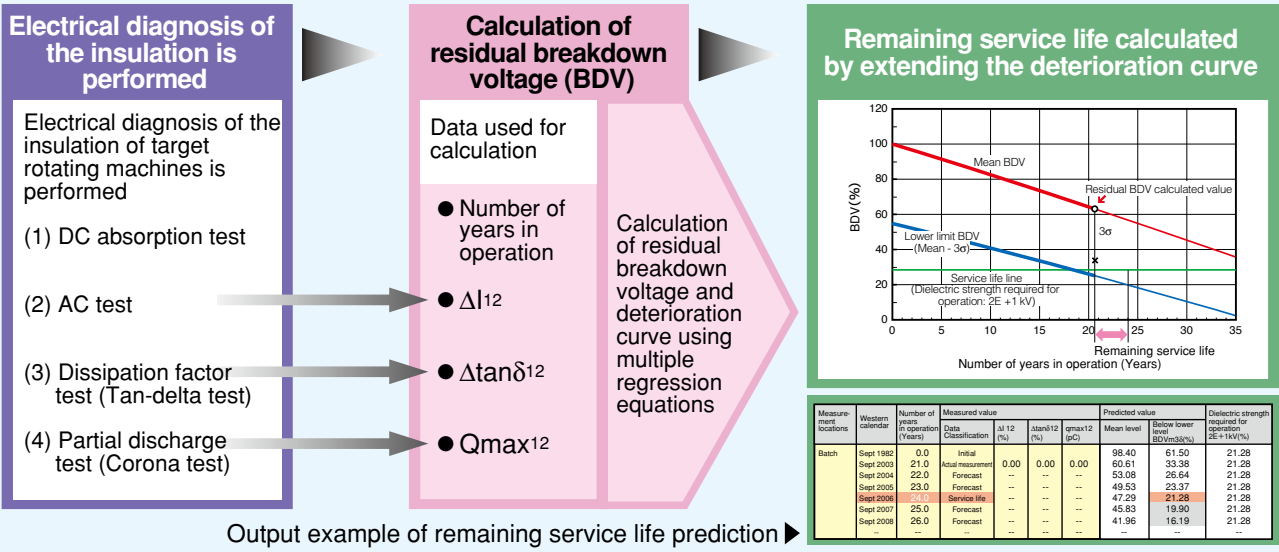 Electrical diagnosis of
the insulation is
performed
Electrical diagnosis of the
insulation of target
rotating machines is
performed
(1) DC absorption test
(2) AC test
(3) Dissipation factor
test (Tan-delta test)
(4) Partial discharge
test (Corona test)
Calculation of
residual breakdown
voltage (BDV)
Data used for
calculation
● Number of
years in
operation
● ΔI12
● Δtanδ12
● Qmax12
Calculation
of residual
breakdown
voltage and
deterioration
curve using
multiple
regression
equations
Remaining service life calculated
by extending the deterioration curve
BDV (%)
120
100
80
60
40
20
0
Mean BDV
Residual BDV calculated value
3σ
Lower limit BDV
(Mean - 3σ)
×
Service life line
(Dielectric strength required for
operation: 2E +1 kV)
0 5 10 15 20 25 30 35
Remaining service life
Number of years in operation (Years)
Measure-
ment
locations
Western
calendar
Number of
years
in operation
(Years)
Measured value
Data
Classification
ΔI 12
(%)
Δtanδ12
(%)
qmax12
(pC)
Predicted value
Mean level
Below lower
level
BDVm3δ(%)
Dielectric strength
required for
operation
2E+1kV(%)
Batch Sept 1982 0.0 Initial 98.40 61.50 21.28
Sept 2003 21.0 Actual measurement 0.00 0.00 0.00 60.61 33.38 21.28
Sept 2004 22.0 Forecast -- -- -- 53.08 26.64 21.28
Sept 2005 23.0 Forecast -- -- -- 49.53 23.37 21.28
Sept 2006 24.0 Service life -- -- -- 47.29 21.28 21.28
Sept 2007 25.0 Forecast -- -- -- 45.83 19.90 21.28
Sept 2008 26.0 Forecast -- -- -- 41.96 16.19 21.28
-- -- -- -- -- -- -- -- --
Output example of remaining service life prediction ▶